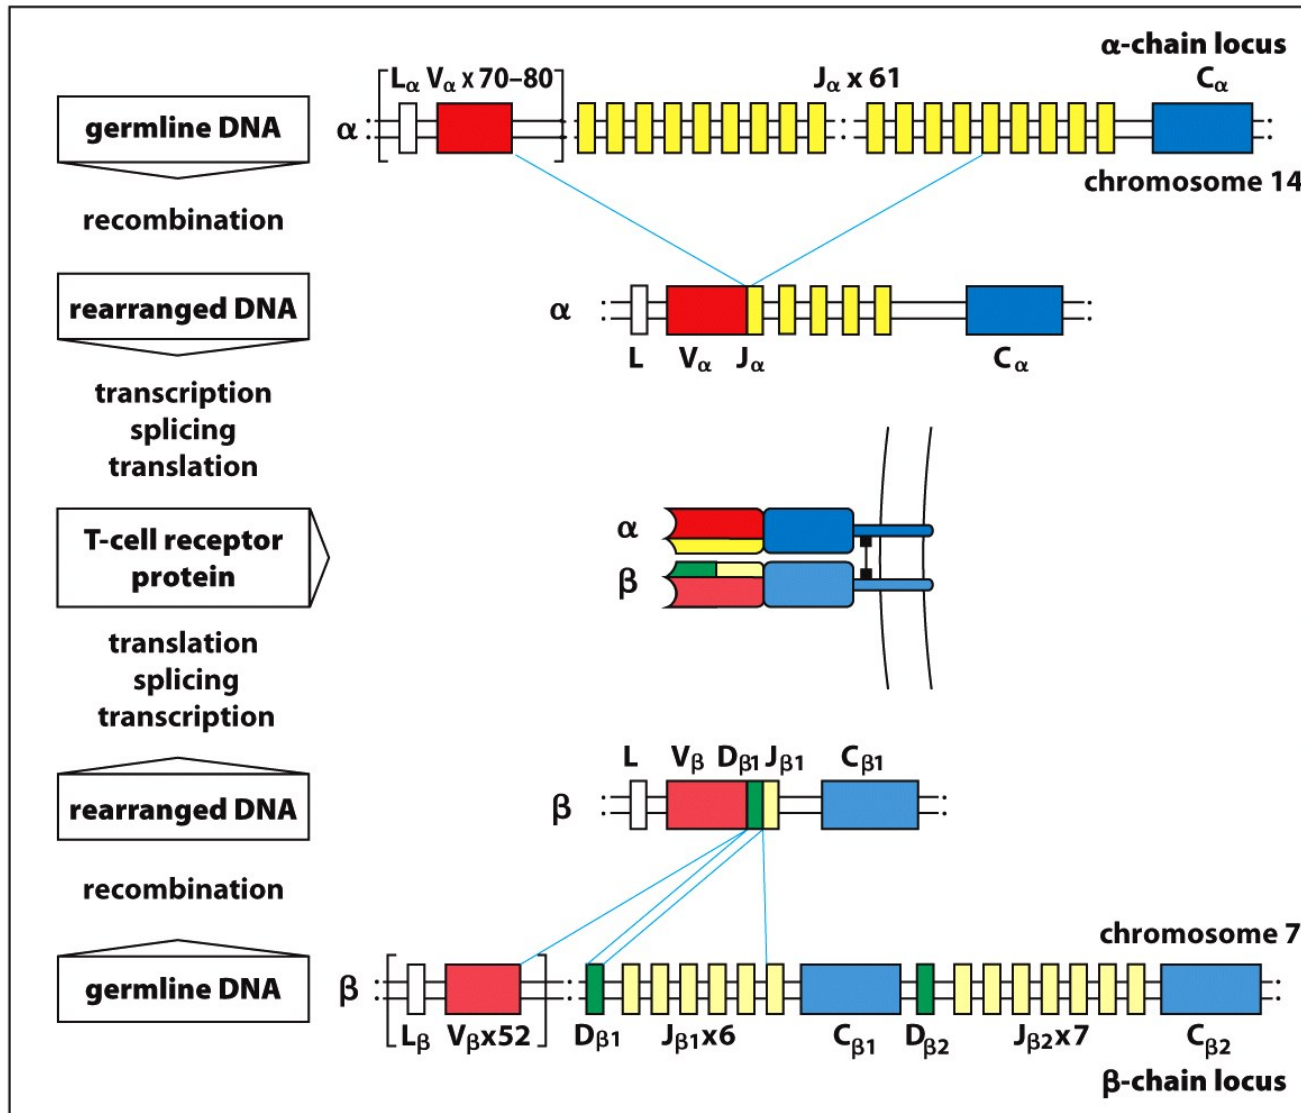 α-chain locus
Lα Vα x 70–80 Jα x 61 Cα
germline DNA α
chromosome 14
recombination
rearranged DNA α
L Vα Jα Cα
transcription
splicing
translation
T-cell receptor
protein
α
β
translation
splicing
transcription
L Vβ Dβ1 Jβ1 Cβ1
rearranged DNA β
recombination
chromosome 7
germline DNA β
Lβ Vβx52 Dβ1 Jβ1x6 Cβ1 Dβ2 Jβ2x7 Cβ2
β-chain locus